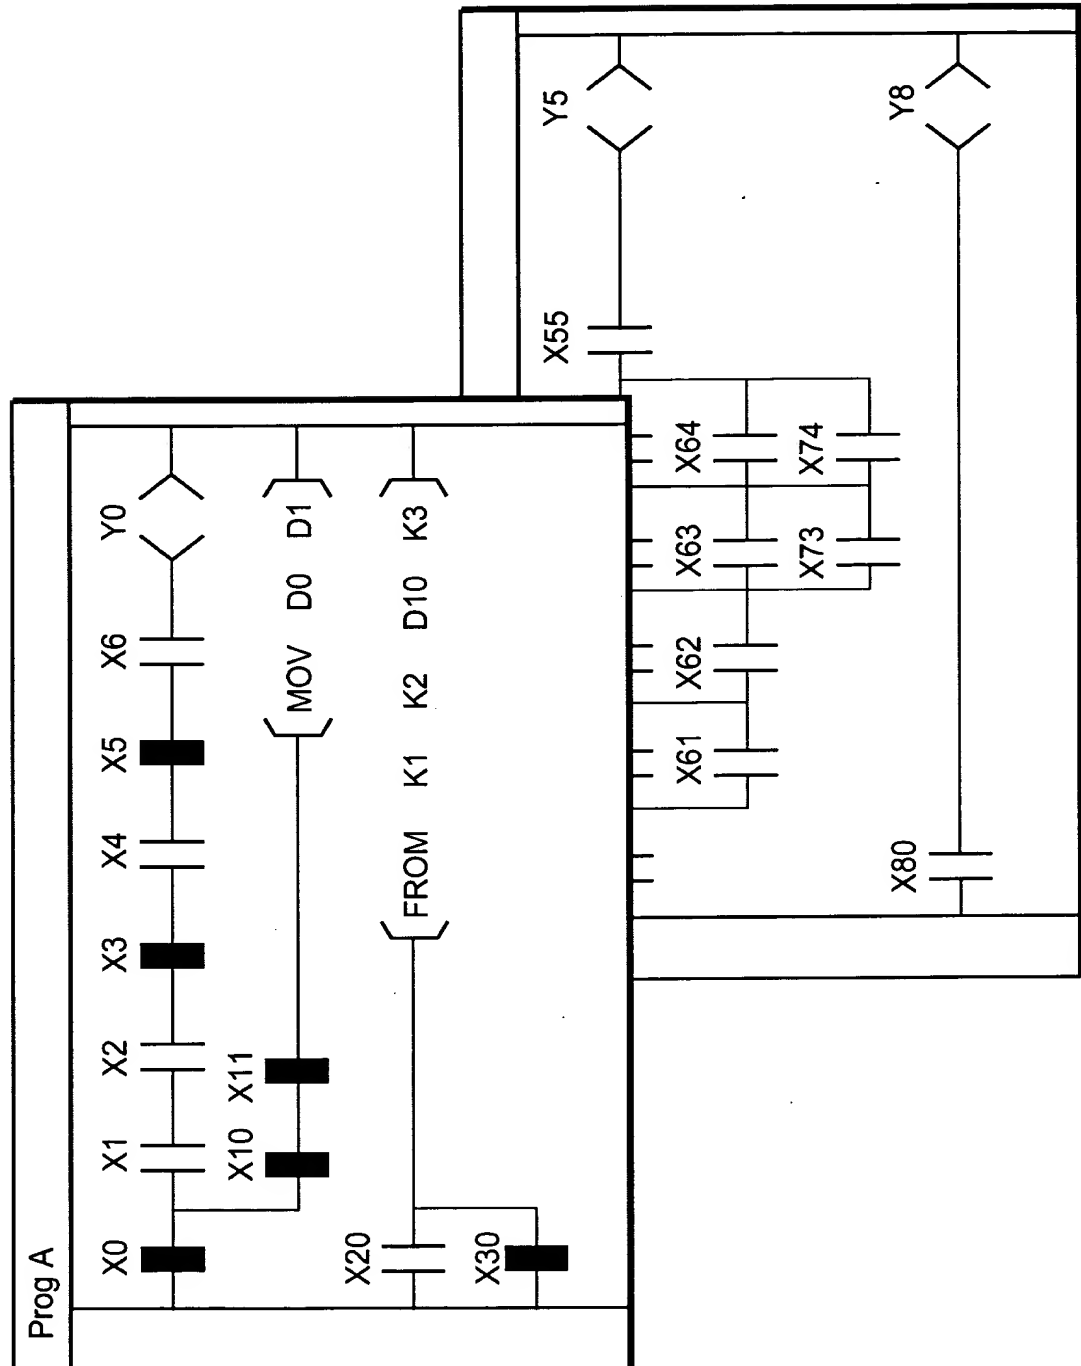 Prog A
X0 X1 X2 X3 X4 X5 X6 Y0
X10 X11 MOV D0 D1
X20 FROM K1 K2 D10 K3
X30
X55 Y5
X61 X62 X63 X64
X73 X74
X80 Y8